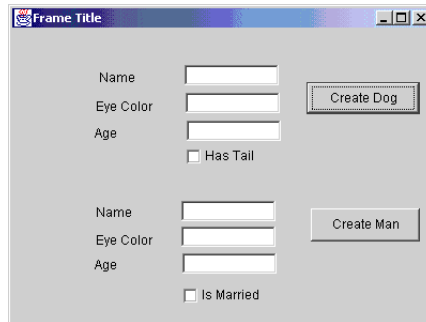 Frame Title
Name
Eye Color
Create Dog
Age
Has Tail
Name
Eye Color
Create Man
Age
Is Married